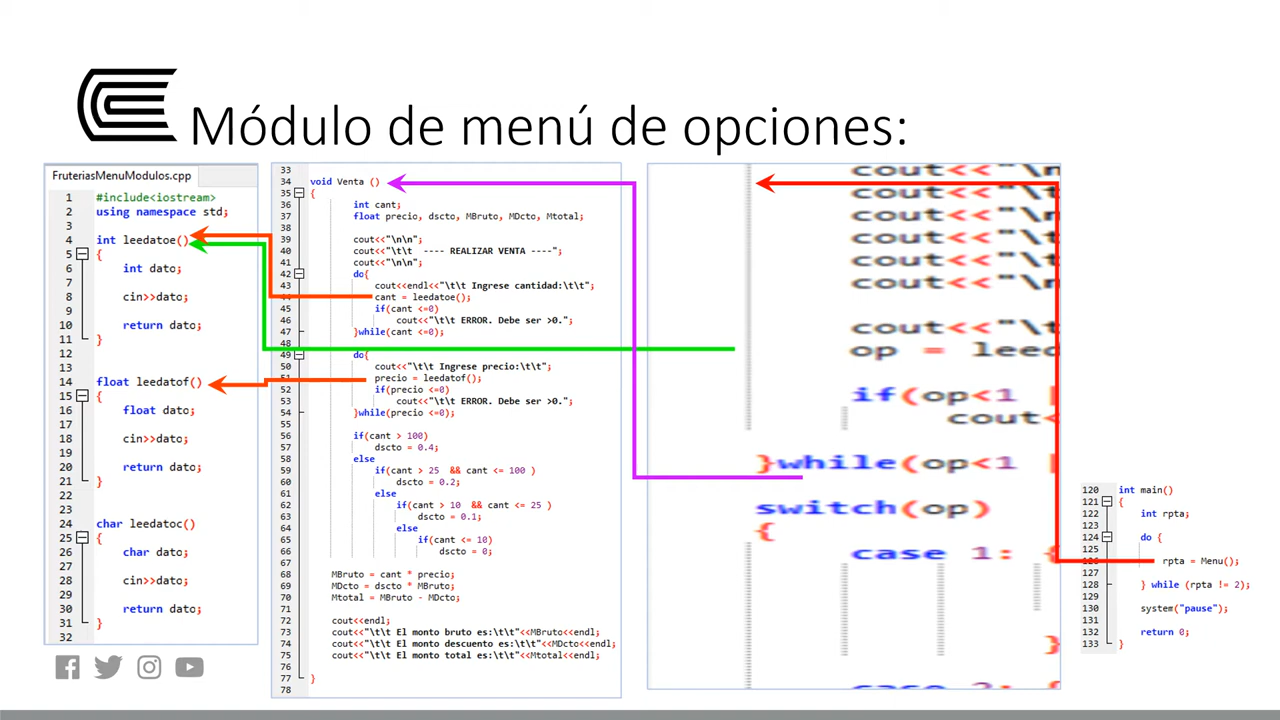 Módulo de menú de opciones:
FruteriasMenuModulos.cpp
1 #include<iostream>
2 using namespace std;
3
4 int leedatoe()
5 {
6 int dato;
7
8 cin>>dato;
9
10 return dato;
11 }
12
13
14 float leedatof()
15 {
16 float dato;
17
18 cin>>dato;
19
20 return dato;
21 }
22
23
24 char leedatoc()
25 {
26 char dato;
27
28 cin>>dato;
29
30 return dato;
31 }
32
33
34 void Venta ()
35 {
36 int cant;
37 float precio, dscto, MBruto, MDcto, Mtotal;
38
39 cout<<"\n\n";
40 cout<<"\t\t ---- REALIZAR VENTA ----";
41 cout<<"\n\n";
42 do{
43 cout<<endl<<"\t\t Ingrese cantidad:\t\t";
44 cant = leedatoe();
45 if(cant <=0)
46 cout<<"\t\t ERROR. Debe ser >0.";
47 }while(cant <=0);
48
49 do{
50 cout<<"\t\t Ingrese precio:\t\t";
51 precio = leedatof();
52 if(precio <=0)
53 cout<<"\t\t ERROR. Debe ser >0.";
54 }while(precio <=0);
55
56 if(cant > 100)
57 dscto = 0.4;
58 else
59 if(cant > 25 && cant <= 100 )
60 dscto = 0.2;
61 else
62 if(cant > 10 && cant <= 25 )
63 dscto = 0.1;
64 else
65 if(cant <= 10)
66 dscto = 0;
67
68 MBruto = cant * precio;
69 MDcto = dscto * MBruto;
70 Mtotal = MBruto - MDcto;
71
72 cout<<endl;
73 cout<<"\t\t El monto bruto es:\t\t"<<MBruto<<endl;
74 cout<<"\t\t El monto descuento es:\t\t"<<MDcto<<endl;
75 cout<<"\t\t El monto total es:\t\t"<<Mtotal<<endl;
76
77 }
78
cout<<"\n
cout<<"\n
cout<<"\n
cout<<"\t
cout<<"\t
cout<<"\n
cout<<"\t
op = leed
if(op<1 |
cout<
}while(op<1 |
switch(op)
{
case 1: {
}
case 2: {
120 int main()
121 {
122 int rpta;
123
124 do {
125
rpta = Menu();
127
128 } while rpta != 2);
129
130 system("pause");
131
132 return 0;
133 }